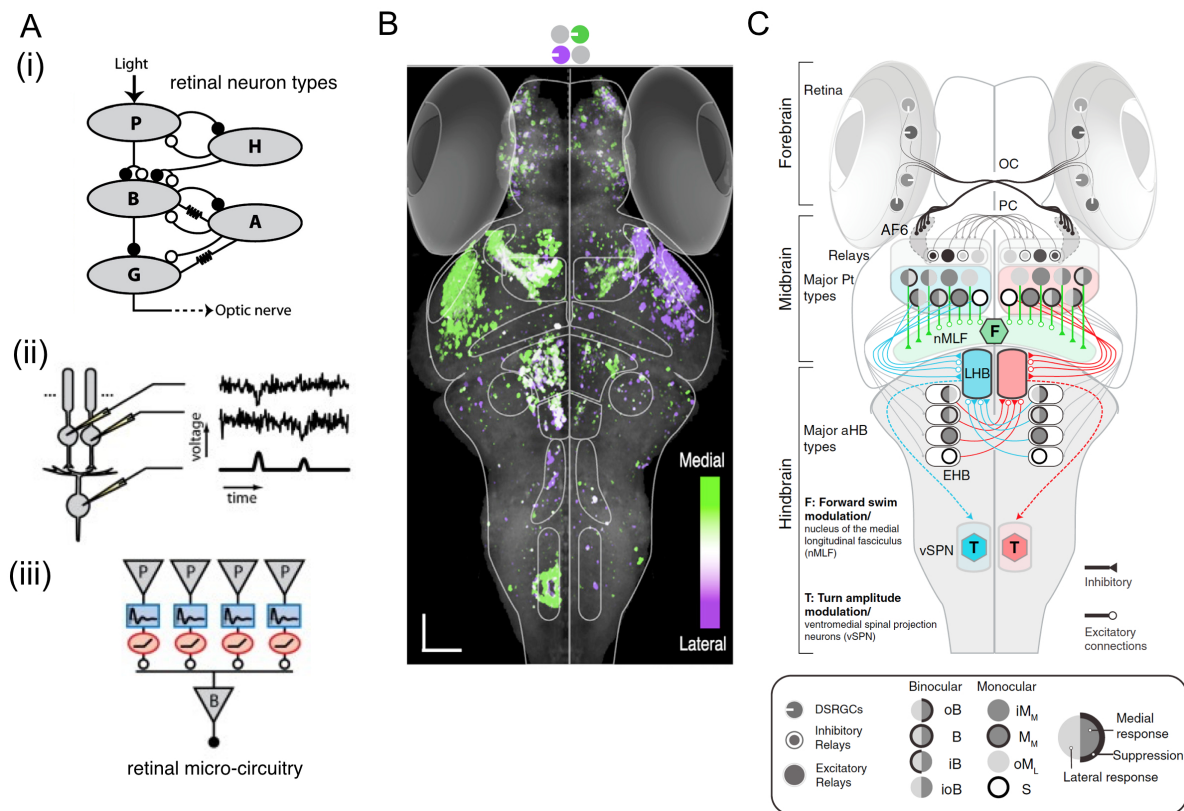 A
(i)
Light
retinal neuron types
P
H
B
A
G
Optic nerve
(ii)
...
...
voltage
time
(iii)
P
P
P
P
B
retinal micro-circuitry
B
Medial
Lateral
C
Forebrain
Midbrain
Hindbrain
Retina
OC
PC
AF6
Relays
Major Pt
types
nMLF
F
LHB
Major aHB
types
EHB
F: Forward swim
modulation/
nucleus of the medial
longitudinal fasciculus
(nMLF)
vSPN
T
T
T: Turn amplitude
modulation/
ventromedial spinal projection
neurons (vSPN)
Inhibitory
Excitatory
connections
DSRGCs
Inhibitory
Relays
Excitatory
Relays
Binocular
oB
B
iB
ioB
Monocular
iMM
MM
oML
S
Medial
response
Suppression
Lateral response